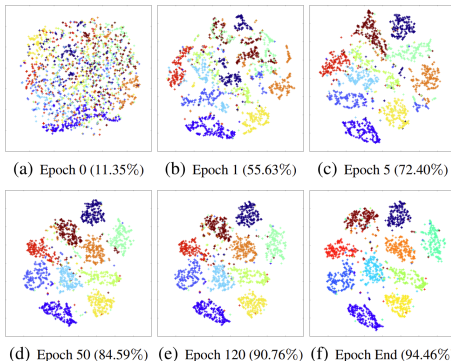 (a) Epoch 0 (11.35%) (b) Epoch 1 (55.63%) (c) Epoch 5 (72.40%)
(d) Epoch 50 (84.59%) (e) Epoch 120 (90.76%) (f) Epoch End (94.46%)